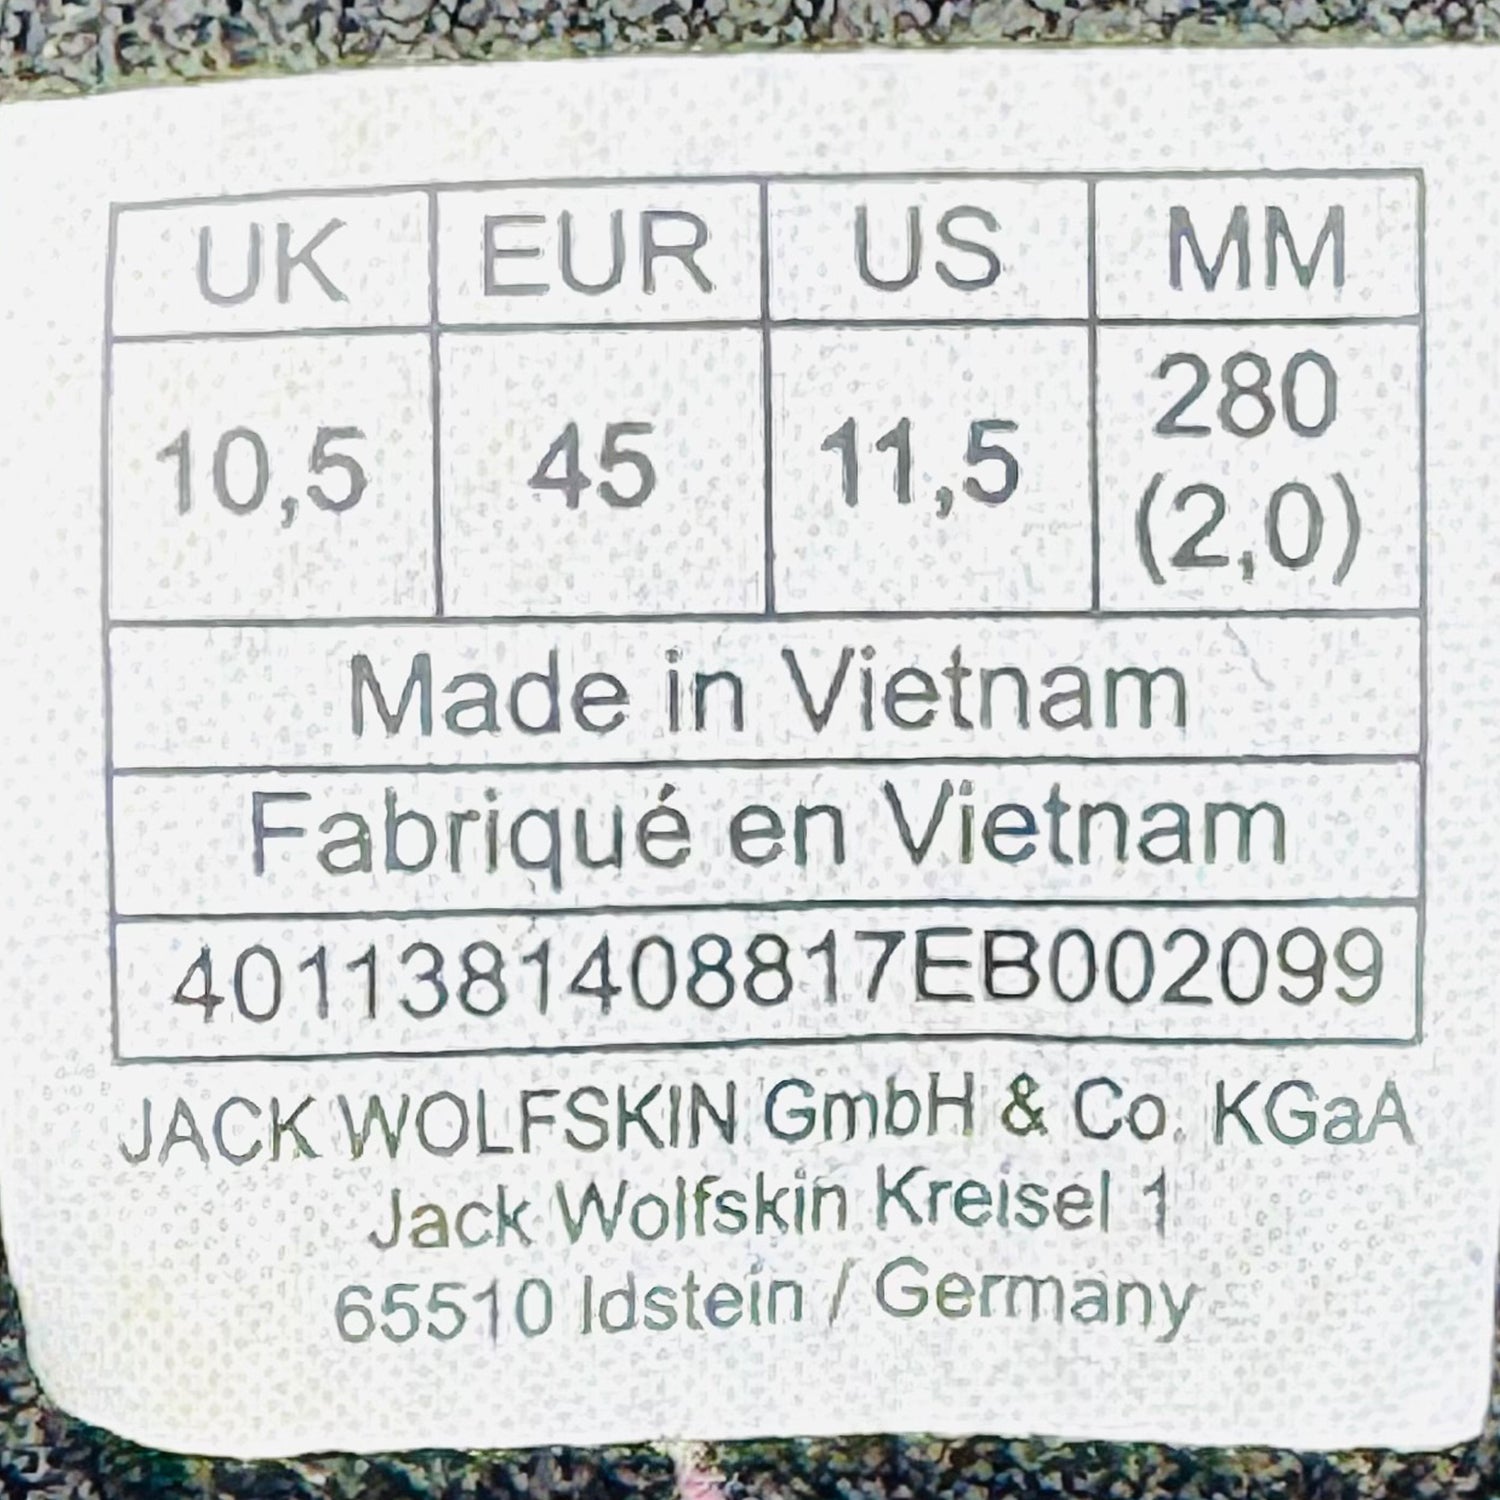 UK EUR US MM
10,5 45 11,5 280
(2,0)
Made in Vietnam
Fabriqué en Vietnam
4011381408817EB002099
JACK WOLFSKIN GmbH & Co. KGaA
Jack Wolfskin Kreisel 1
65510 Idstein / Germany